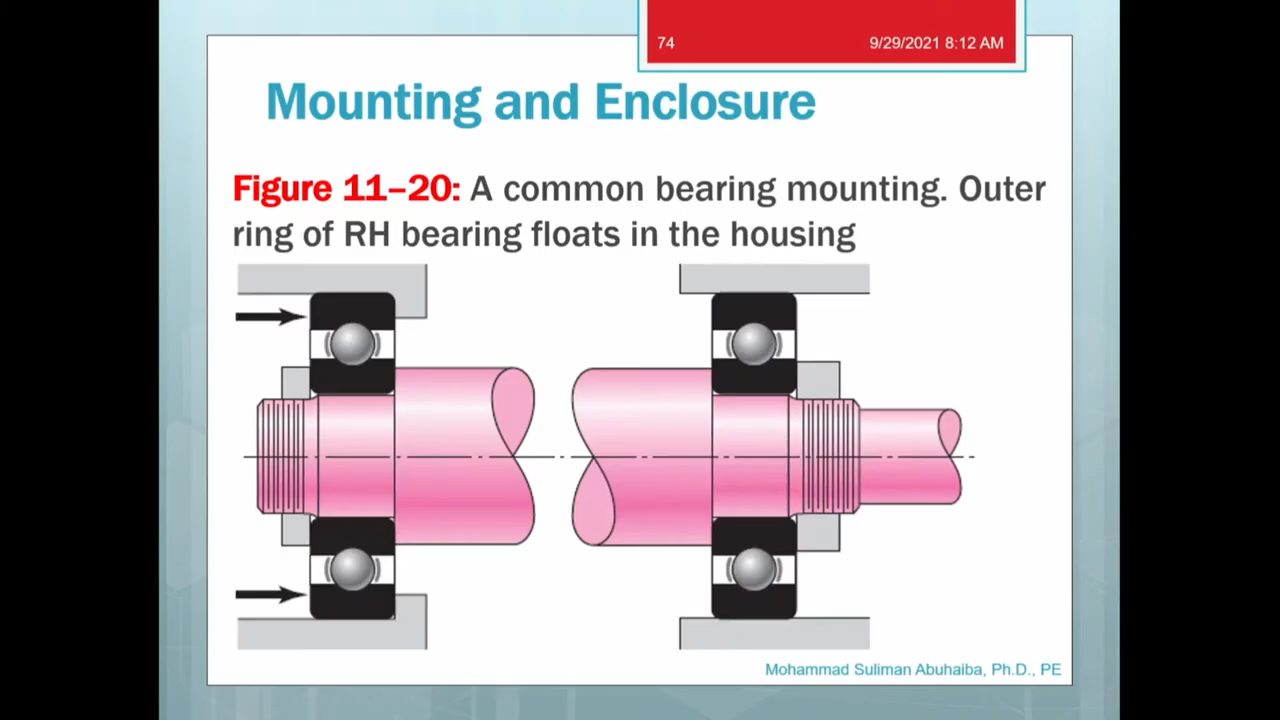 74
9/29/2021 8:12 AM
Mounting and Enclosure
Figure 11–20: A common bearing mounting. Outer
ring of RH bearing floats in the housing
Mohammad Suliman Abuhaiba, Ph.D., PE